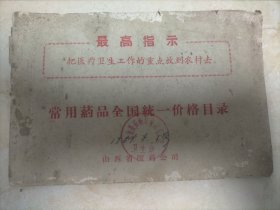 最高指示
“把医疗卫生工作的重点放到农村去。”
常用药品全国统一价格目录
山西省医药公司